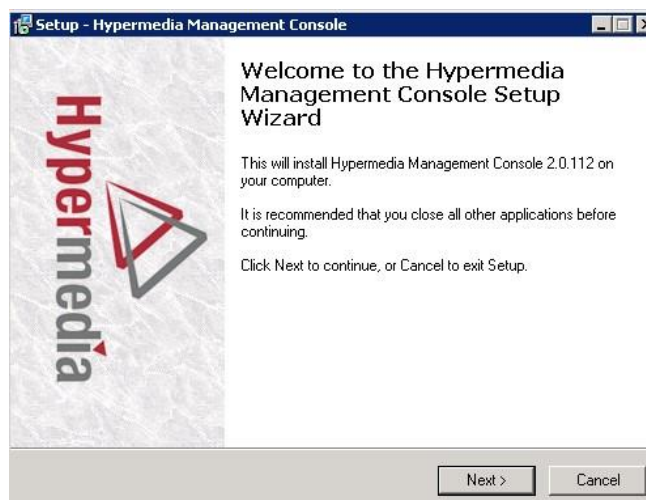 Setup - Hypermedia Management Console
Hypermedia
Welcome to the Hypermedia
Management Console Setup
Wizard
This will install Hypermedia Management Console 2.0.112 on
your computer.
It is recommended that you close all other applications before
continuing.
Click Next to continue, or Cancel to exit Setup.
Next >
Cancel